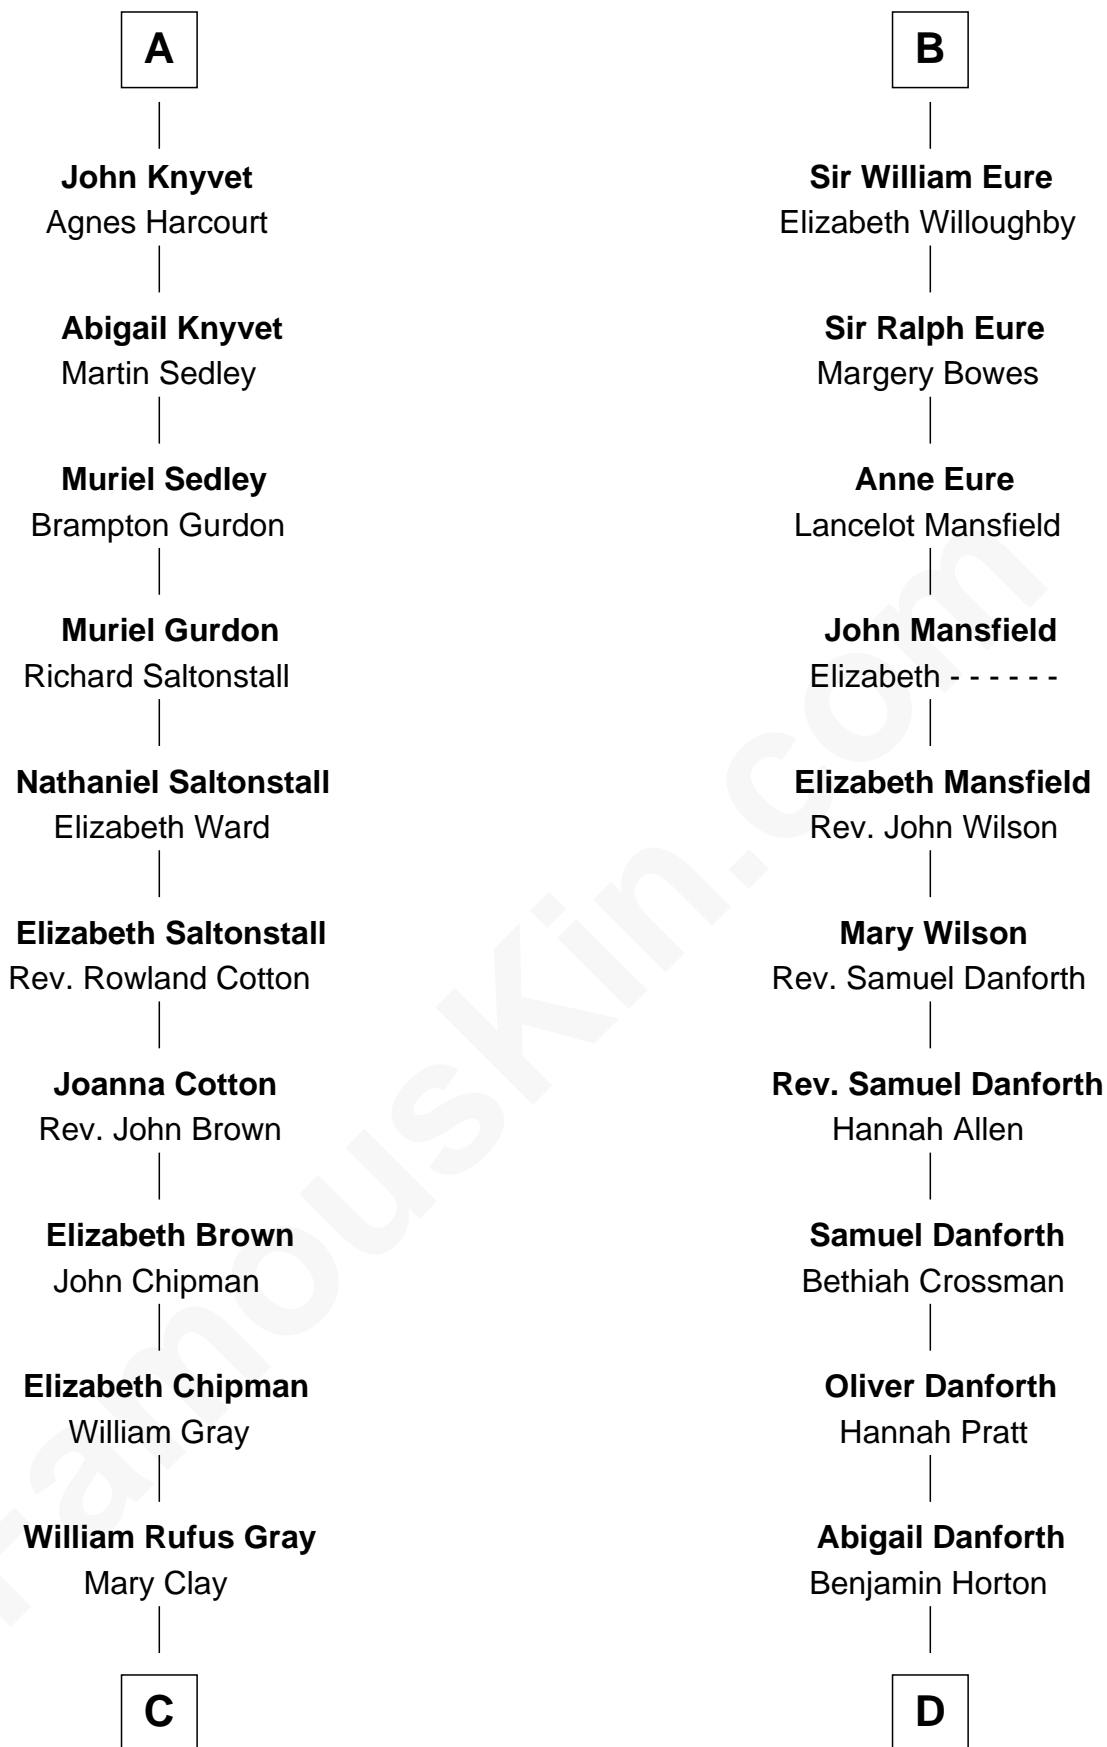 A
John Knyvet
Agnes Harcourt
Abigail Knyvet
Martin Sedley
Muriel Sedley
Brampton Gurdon
Muriel Gurdon
Richard Saltonstall
Nathaniel Saltonstall
Elizabeth Ward
Elizabeth Saltonstall
Rev. Rowland Cotton
Joanna Cotton
Rev. John Brown
Elizabeth Brown
John Chipman
Elizabeth Chipman
William Gray
William Rufus Gray
Mary Clay
C
B
Sir William Eure
Elizabeth Willoughby
Sir Ralph Eure
Margery Bowes
Anne Eure
Lancelot Mansfield
John Mansfield
Elizabeth - - - - - -
Elizabeth Mansfield
Rev. John Wilson
Mary Wilson
Rev. Samuel Danforth
Rev. Samuel Danforth
Hannah Allen
Samuel Danforth
Bethiah Crossman
Oliver Danforth
Hannah Pratt
Abigail Danforth
Benjamin Horton
D
FamousKin.com